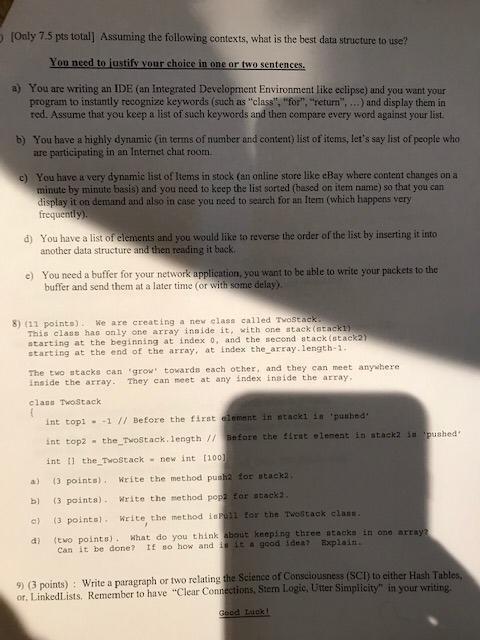 [Only 7.5 pts total] Assuming the following contexts, what is the best data structure to use?
You need to justify your choice in one or two sentences.
a) You are writing an IDE (an Integrated Development Environment like eclipse) and you want your
program to instantly recognize keywords (such as "class", "for", "return", ...) and display them in
red. Assume that you keep a list of such keywords and then compare every word against your list.
b) You have a highly dynamic (in terms of number and content) list of items, let's say list of people who
are participating in an Internet chat room.
c) You have a very dynamic list of Items in stock (an online store like eBay where content changes on a
minute by minute basis) and you need to keep the list sorted (based on item name) so that you can
display it on demand and also in case you need to search for an Item (which happens very
frequently).
d) You have a list of elements and you would like to reverse the order of the list by inserting it into
another data structure and then reading it back.
e) You need a buffer for your network application, you want to be able to write your packets to the
buffer and send them at a later time (or with some delay).
8) (11 points). We are creating a new class called TwoStack.
This class has only one array inside it, with one stack(stack1)
starting at the beginning at index 0, and the second stack(stack2)
starting at the end of the array, at index the_array.length-1.
The two stacks can 'grow' towards each other, and they can meet anywhere
inside the array. They can meet at any index inside the array.
class TwoStack
{
int top1 = -1 // Before the first element in stack1 is 'pushed'
int top2 = the_TwoStack.length // Before the first element in stack2 is 'pushed'
int [] the_TwoStack = new int [100]
a) (3 points). Write the method push2 for stack2.
b) (3 points). Write the method pop2 for stack2.
c) (3 points). Write the method isFull for the TwoStack class.
d) (two points). What do you think about keeping three stacks in one array?
Can it be done? If so how and is it a good idea? Explain.
9) (3 points) : Write a paragraph or two relating the Science of Consciousness (SCI) to either Hash Tables,
or, LinkedLists. Remember to have "Clear Connections, Stem Logic, Utter Simplicity" in your writing.
Good Luck!